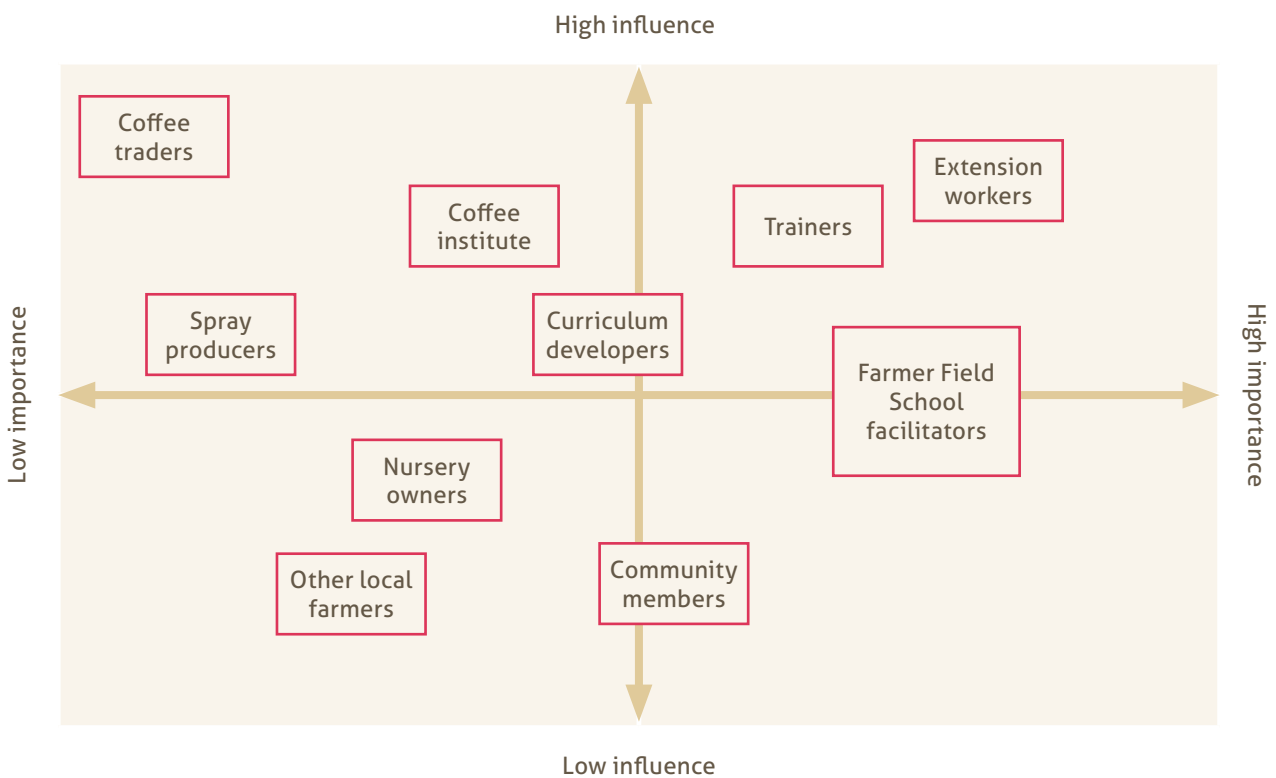 High influence
Coffee
traders
Extension
workers
Coffee
institute
Trainers
Spray
producers
Curriculum
developers
Low importance
High importance
Farmer Field
School
facilitators
Nursery
owners
Other local
farmers
Community
members
Low influence